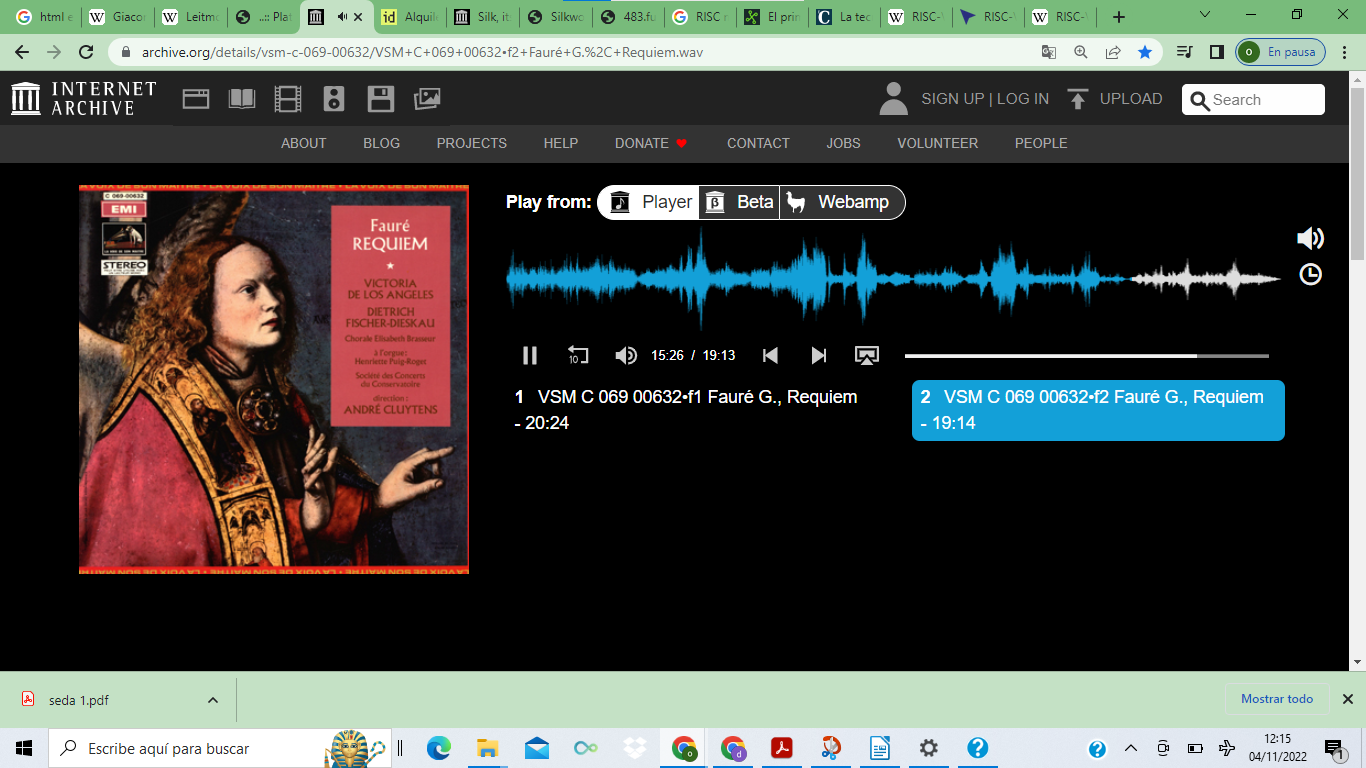 html e
Giacor
Leitmo
..:: Plat
Alquile
Silk, its
Silkwo
483.fu
RISC n
El prin
La tec
RISC-V
RISC-V
RISC-V
archive.org/details/vsm-c-069-00632/VSM+C+069+00632•f2+Fauré+G.%2C+Requiem.wav
En pausa
INTERNET
ARCHIVE
SIGN UP | LOG IN
UPLOAD
Search
ABOUT
BLOG
PROJECTS
HELP
DONATE
CONTACT
JOBS
VOLUNTEER
PEOPLE
LA VOIX DE SON MAITRE • LA VOIX DE SON MAITRE • LA VOIX DE SON MAITRE
C 069-00632
EMI
LA VOIX DE SON MAITRE
STEREO
Fauré
REQUIEM
VICTORIA
DE LOS ANGELES
DIETRICH
FISCHER-DIESKAU
Chorale Elisabeth Brasseur
à l'orgue:
Henriette Puig-Roget
Société des Concerts
du Conservatoire
direction:
ANDRÉ CLUYTENS
Play from:
Player
Beta
Webamp
10
15:26 / 19:13
1 VSM C 069 00632•f1 Fauré G., Requiem
- 20:24
2 VSM C 069 00632•f2 Fauré G., Requiem
- 19:14
seda 1.pdf
Mostrar todo
Escribe aquí para buscar
12:15
04/11/2022
1